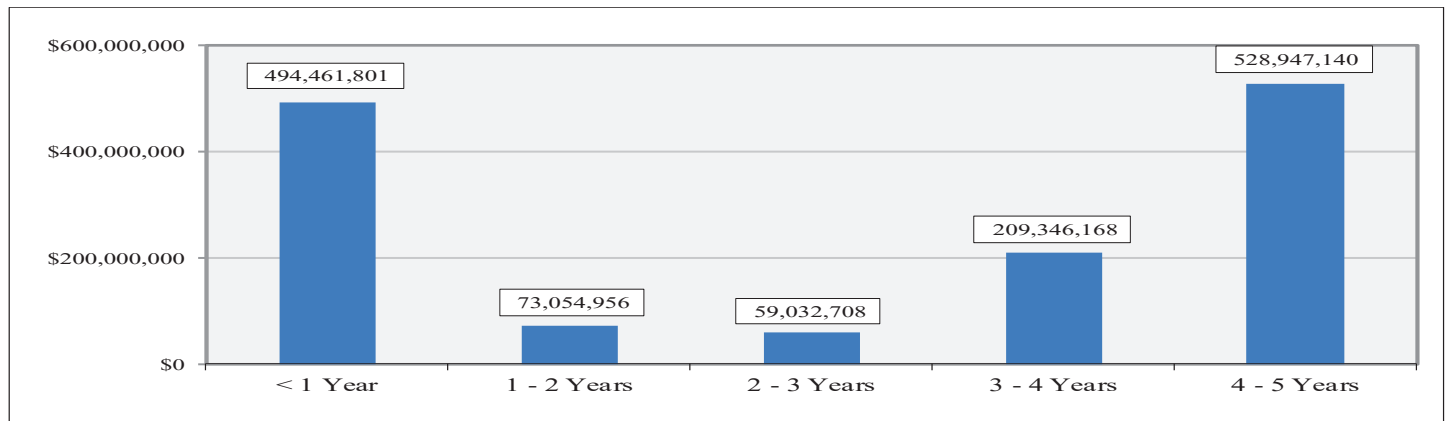 $600,000,000
$400,000,000
$200,000,000
$0
494,461,801
73,054,956
59,032,708
209,346,168
528,947,140
< 1 Year
1 - 2 Years
2 - 3 Years
3 - 4 Years
4 - 5 Years